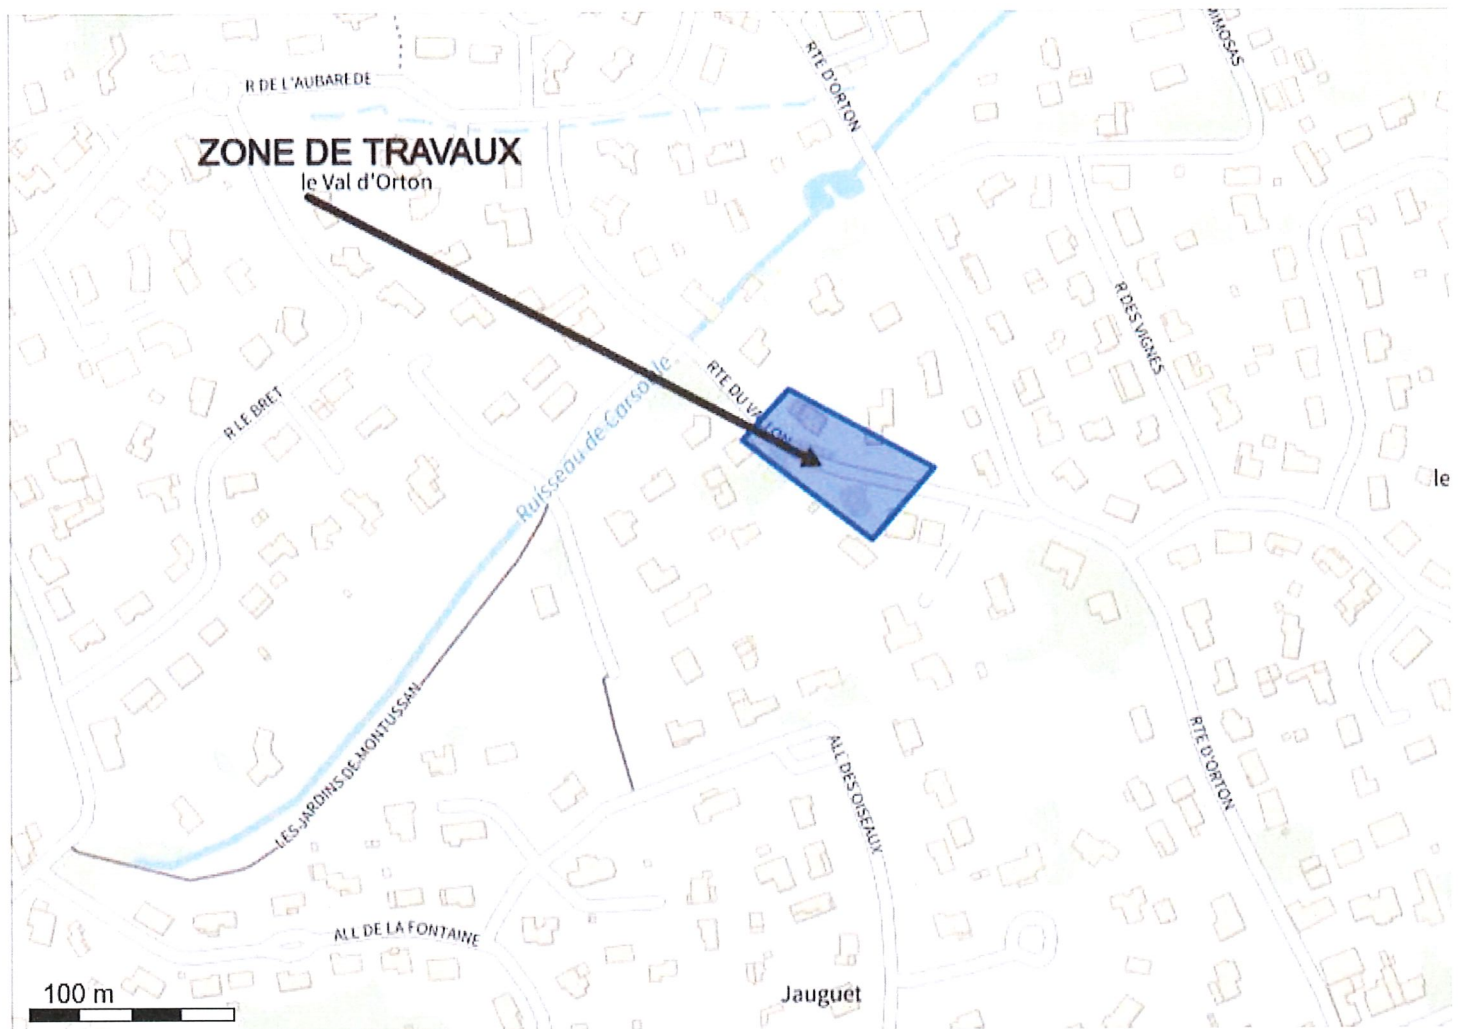 MIMOSAS
RTE D'ORTON
R DE L'AUBAREDE
ZONE DE TRAVAUX
le Val d'Orton
R DES VIGNES
RTE DU VALLON
Ruisseau de Carsoule
R LE BRET
le
LES JARDINS DE MONTUSSAN
RTE D'ORTON
ALL DES OISEAUX
ALL DE LA FONTAINE
Jauguet
100 m